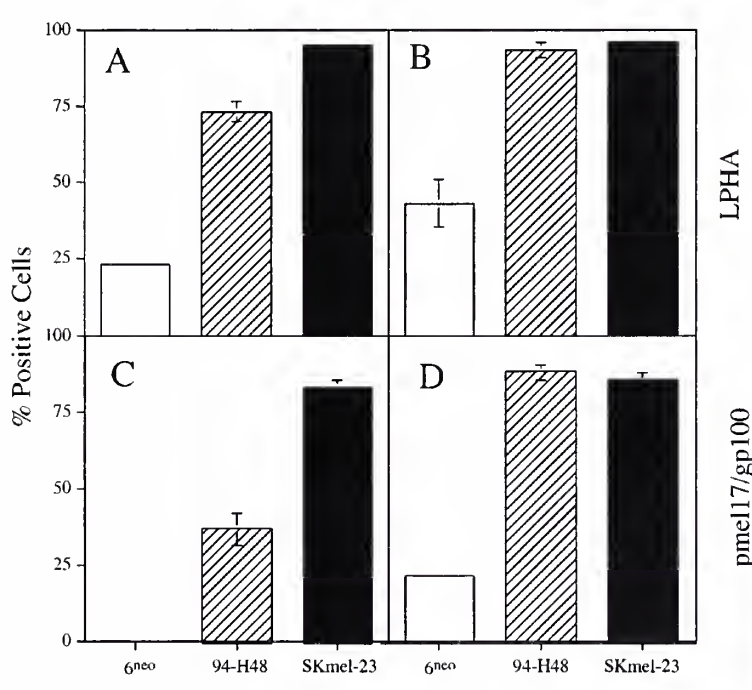 100
A
B
75
50
25
100
C
D
75
50
25
0
% Positive Cells
LPHA
pmel17/gp100
6neo
94-H48
SKmel-23
6neo
94-H48
SKmel-23